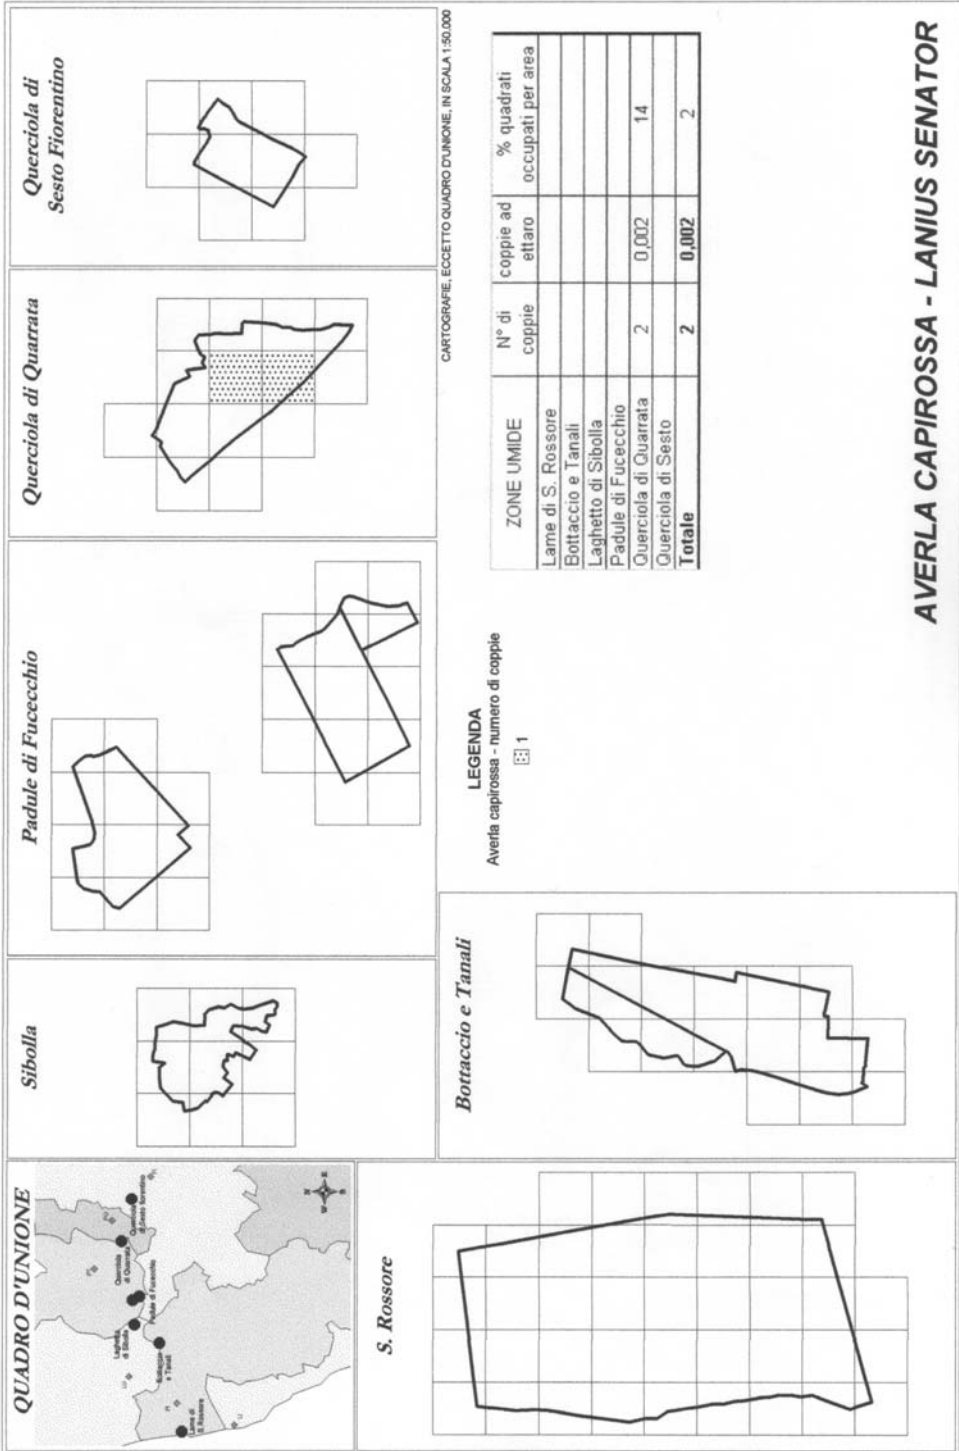 QUADRO D'UNIONE
Lame di
S. Rossore
Bottaccio
e Tanali
Laghetto
di Sibolla
Padule di Fucecchio
Querciola
di Quarrata
Querciola
di Sesto fiorentino
Sibolla
Padule di Fucecchio
Querciola di Quarrata
Querciola di
Sesto Fiorentino
CARTOGRAFIE, ECCETTO QUADRO D'UNIONE, IN SCALA 1:50.000
S. Rossore
Bottaccio e Tanali
LEGENDA
Averla capirossa - numero di coppie
1
ZONE UMIDE N° di coppie coppie ad ettaro % quadrati occupati per area
Lame di S. Rossore
Bottaccio e Tanali
Laghetto di Sibolla
Padule di Fucecchio
Querciola di Quarrata 2 0,002 14
Querciola di Sesto
Totale 2 0,002 2
AVERLA CAPIROSSA - LANIUS SENATOR